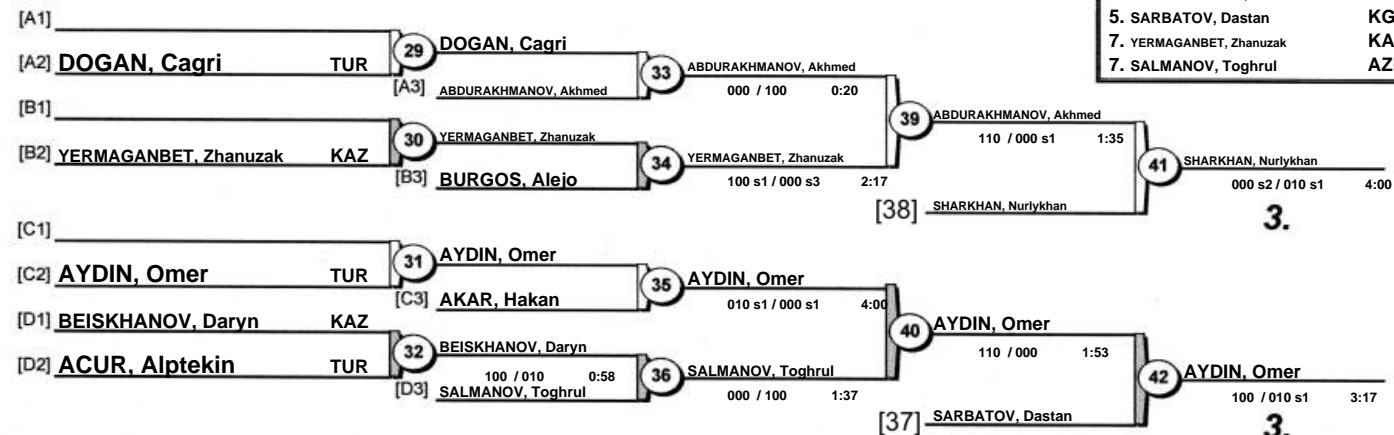 5. SARBATOV, Dastan KG
7. YERMAGANBET, Zhanuzak KA
7. SALMANOV, Toghrul AZ
[A1]
[A2] DOGAN, Cagri TUR
29
DOGAN, Cagri
[A3] ABDURAKHMANOV, Akhmed
33
ABDURAKHMANOV, Akhmed
000 / 100 0:20
[B1]
[B2] YERMAGANBET, Zhanuzak KAZ
30
YERMAGANBET, Zhanuzak
[B3] BURGOS, Alejo
34
YERMAGANBET, Zhanuzak
100 s1 / 000 s3 2:17
39
ABDURAKHMANOV, Akhmed
110 / 000 s1 1:35
[38] SHARKHAN, Nurlykhan
41
SHARKHAN, Nurlykhan
000 s2 / 010 s1 4:00
3.
[C1]
[C2] AYDIN, Omer TUR
31
AYDIN, Omer
[C3] AKAR, Hakan
35
AYDIN, Omer
010 s1 / 000 s1 4:00
[D1] BEISKHANOV, Daryn KAZ
[D2] ACUR, Alptekin TUR
32
BEISKHANOV, Daryn
100 / 010 0:58
[D3] SALMANOV, Toghrul
36
SALMANOV, Toghrul
000 / 100 1:37
40
AYDIN, Omer
110 / 000 1:53
[37] SARBATOV, Dastan
42
AYDIN, Omer
100 / 010 s1 3:17
3.